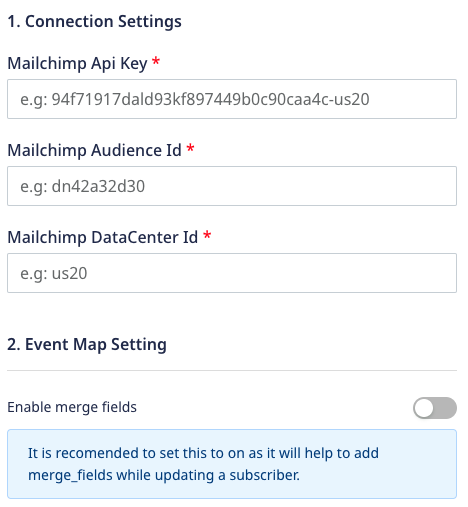 1. Connection Settings
Mailchimp Api Key *
e.g: 94f71917dald93kf897449b0c90caa4c-us20
Mailchimp Audience Id *
e.g: dn42a32d30
Mailchimp DataCenter Id *
e.g: us20
2. Event Map Setting
Enable merge fields
It is recomended to set this to on as it will help to add
merge_fields while updating a subscriber.